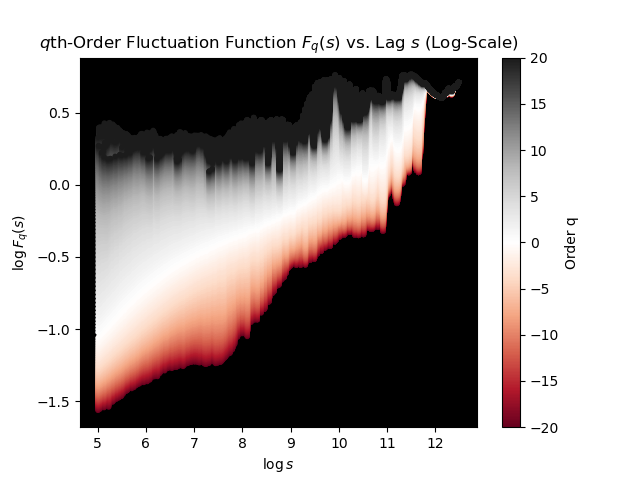 qth-Order Fluctuation Function F_q(s) vs. Lag s (Log-Scale)
0.5
0.0
−0.5
−1.0
−1.5
log F_q(s)
5 6 7 8 9 10 11 12
log s
20
15
10
5
0
−5
−10
−15
−20
Order q